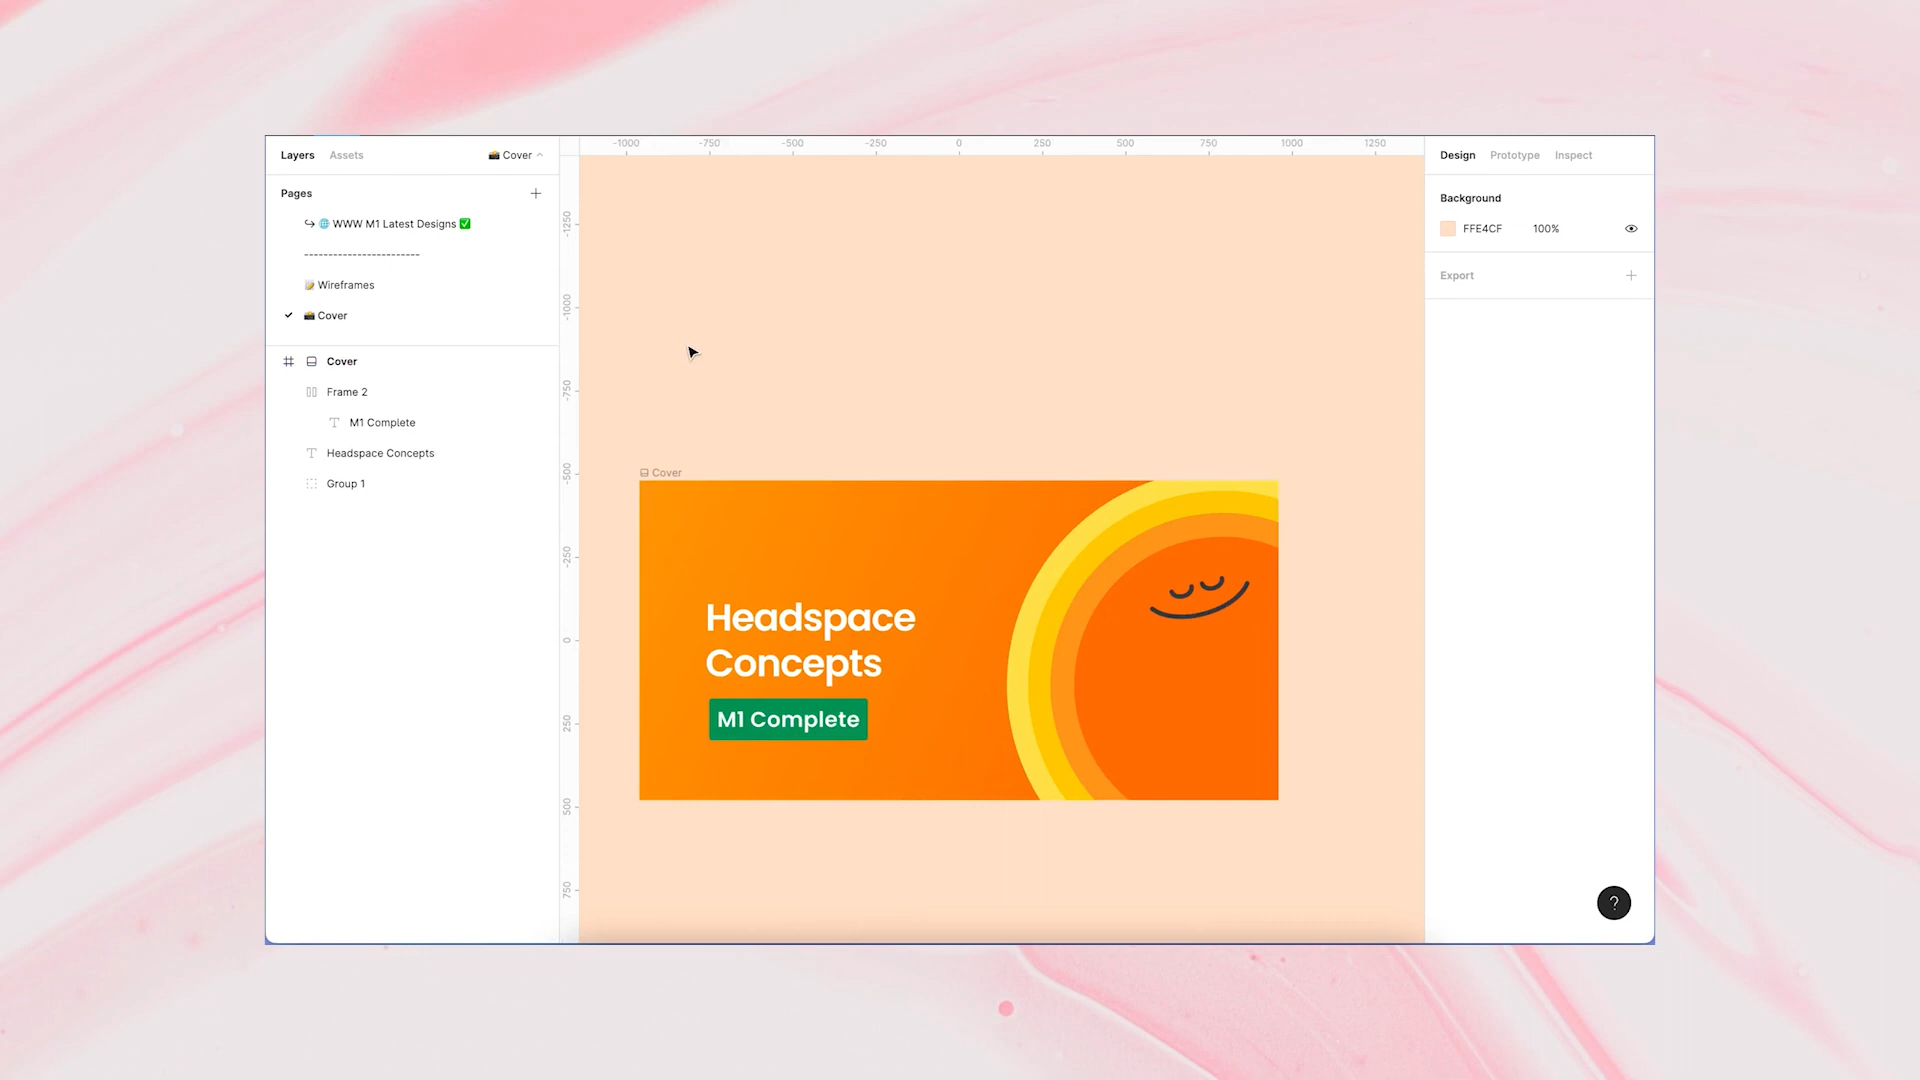 Layers Assets 📸 Cover
Pages
↪ 🌐 WWW M1 Latest Designs ✅
------------------------
📝 Wireframes
📸 Cover
Cover
Frame 2
M1 Complete
Headspace Concepts
Group 1
-1000 -750 -500 -250 0 250 500 750 1000 1250
-1250
-1000
-750
-500
-250
0
250
500
750
Cover
Headspace
Concepts
M1 Complete
Design Prototype Inspect
Background
FFE4CF 100%
Export
?